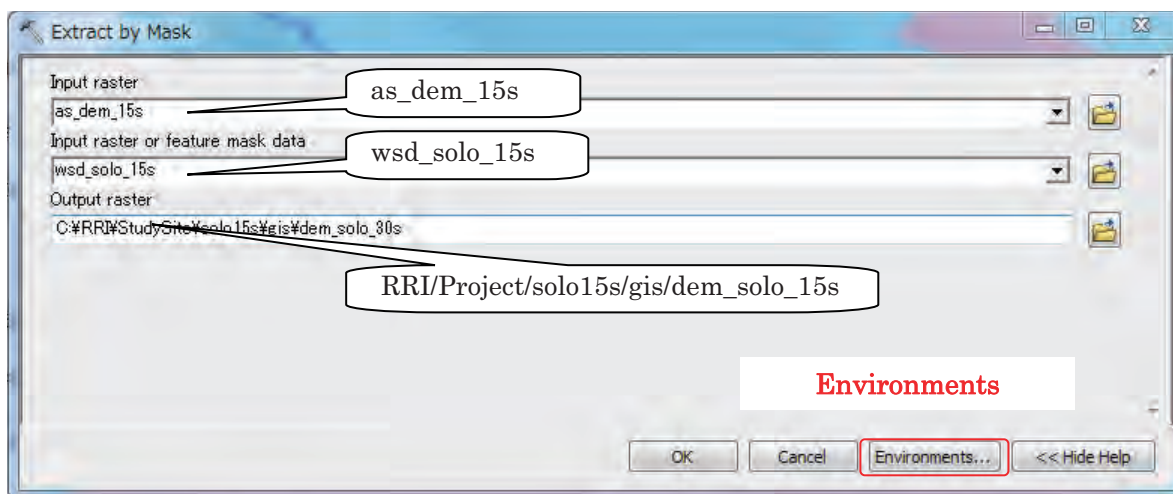 Extract by Mask
Input raster
as_dem_15s
as_dem_15s
Input raster or feature mask data
wsd_solo_15s
wsd_solo_15s
Output raster
C:¥RRI¥StudySite¥solo15s¥gis¥dem_solo_30s
RRI/Project/solo15s/gis/dem_solo_15s
Environments
OK Cancel Environments... << Hide Help